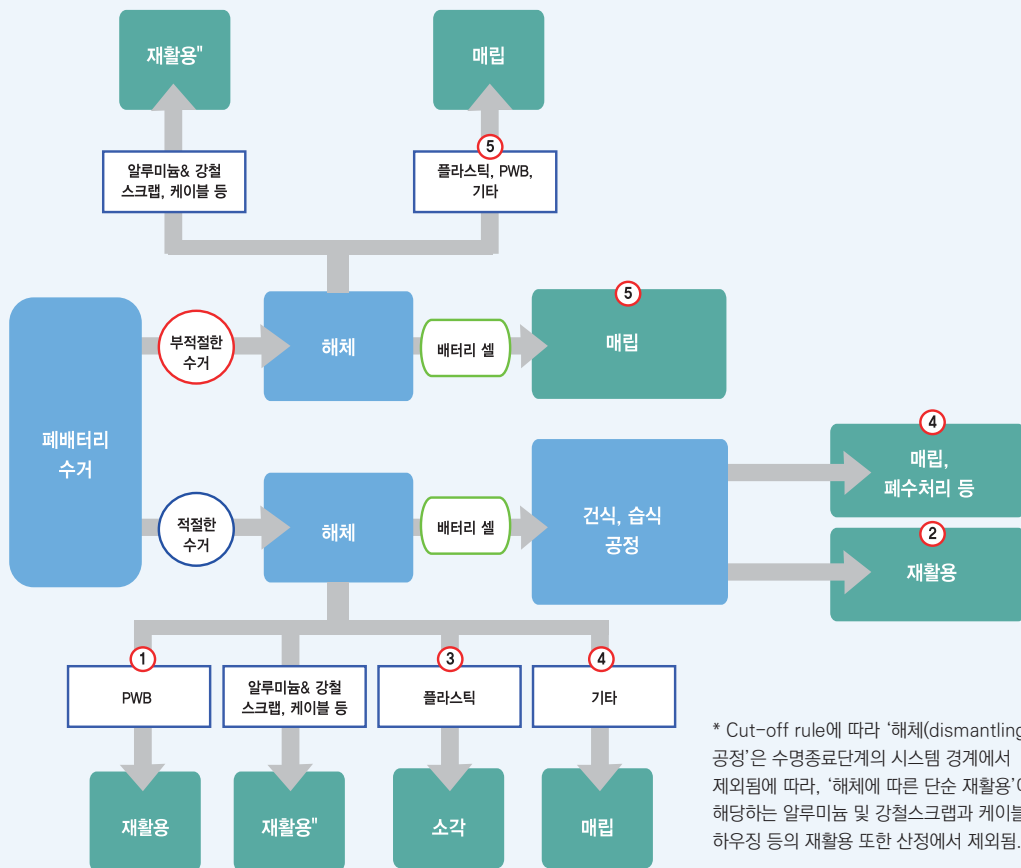 재활용"
매립
알루미늄& 강철
스크랩, 케이블 등
⑤
플라스틱, PWB,
기타
폐배터리
수거
부적절한
수거
해체
배터리 셀
⑤
매립
적절한
수거
해체
배터리 셀
건식, 습식
공정
④
매립,
폐수처리 등
②
재활용
①
PWB
알루미늄& 강철
스크랩, 케이블 등
③
플라스틱
④
기타
재활용
재활용"
소각
매립
* Cut-off rule에 따라 ‘해체(dismantling
공정’은 수명종료단계의 시스템 경계에서
제외됨에 따라, ‘해체에 따른 단순 재활용’
해당하는 알루미늄 및 강철스크랩과 케이블
하우징 등의 재활용 또한 산정에서 제외됨.